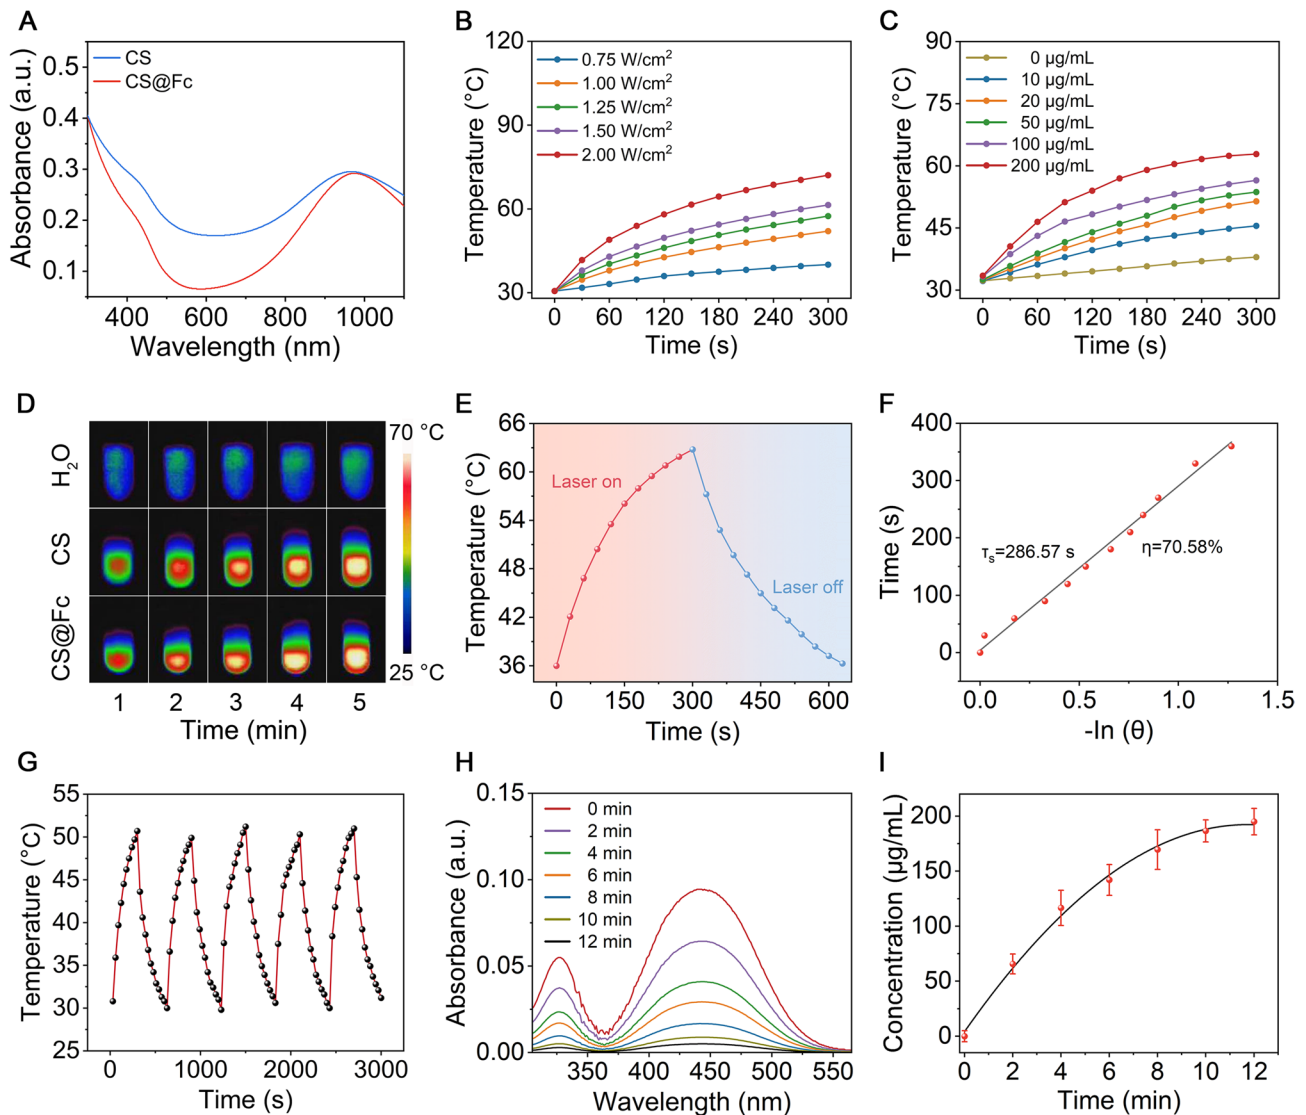 A
0.5
0.4
0.3
0.2
0.1
Absorbance (a.u.)
CS
CS@Fc
400 600 800 1000
Wavelength (nm)
B
120
90
60
30
Temperature (°C)
0.75 W/cm²
1.00 W/cm²
1.25 W/cm²
1.50 W/cm²
2.00 W/cm²
0 60 120 180 240 300
Time (s)
C
90
75
60
45
30
Temperature (°C)
0 µg/mL
10 µg/mL
20 µg/mL
50 µg/mL
100 µg/mL
200 µg/mL
0 60 120 180 240 300
Time (s)
D
H₂O
CS
CS@Fc
70 °C
25 °C
1 2 3 4 5
Time (min)
E
66
60
54
48
42
36
Temperature (°C)
Laser on
Laser off
0 150 300 450 600
Time (s)
F
400
300
200
100
0
Time (s)
τs=286.57 s
η=70.58%
0.0 0.5 1.0 1.5
-ln (θ)
G
55
50
45
40
35
30
25
Temperature (°C)
0 1000 2000 3000
Time (s)
H
0.15
0.10
0.05
0.00
Absorbance (a.u.)
0 min
2 min
4 min
6 min
8 min
10 min
12 min
350 400 450 500 550
Wavelength (nm)
I
200
150
100
50
0
Concentration (µg/mL)
0 2 4 6 8 10 12
Time (min)